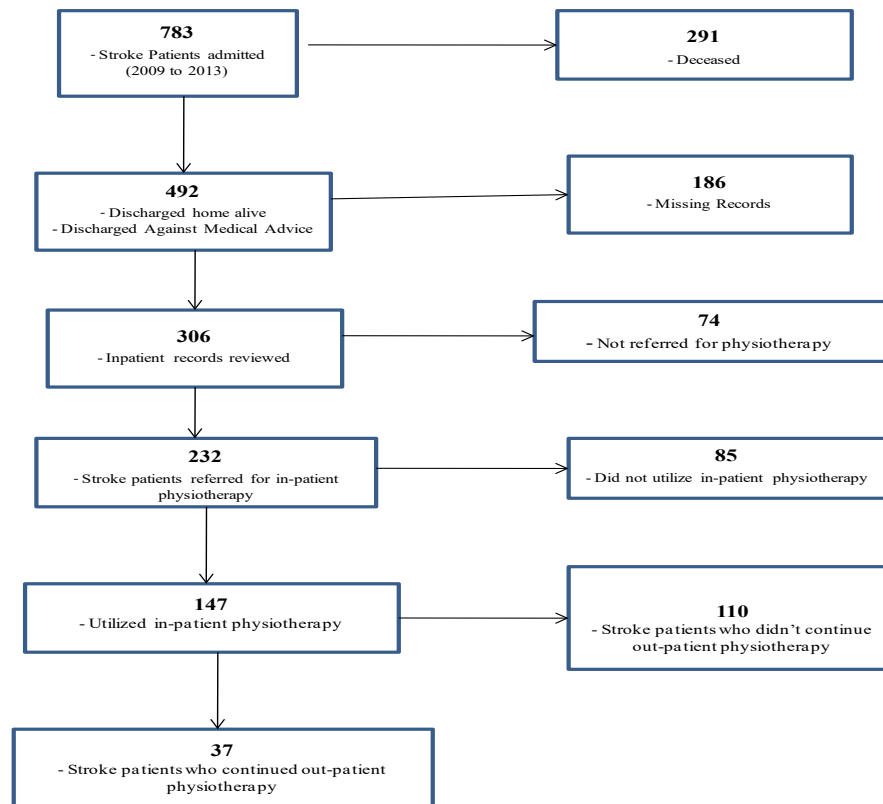 783
- Stroke Patients admitted
(2009 to 2013)
291
- Deceased
492
- Discharged home alive
- Discharged Against Medical Advice
186
- Missing Records
306
- Inpatient records reviewed
74
- Not referred for physiotherapy
232
- Stroke patients referred for in-patient
physiotherapy
85
- Did not utilize in-patient physiotherapy
147
- Utilized in-patient physiotherapy
110
- Stroke patients who didn't continue
out-patient physiotherapy
37
- Stroke patients who continued out-patient
physiotherapy